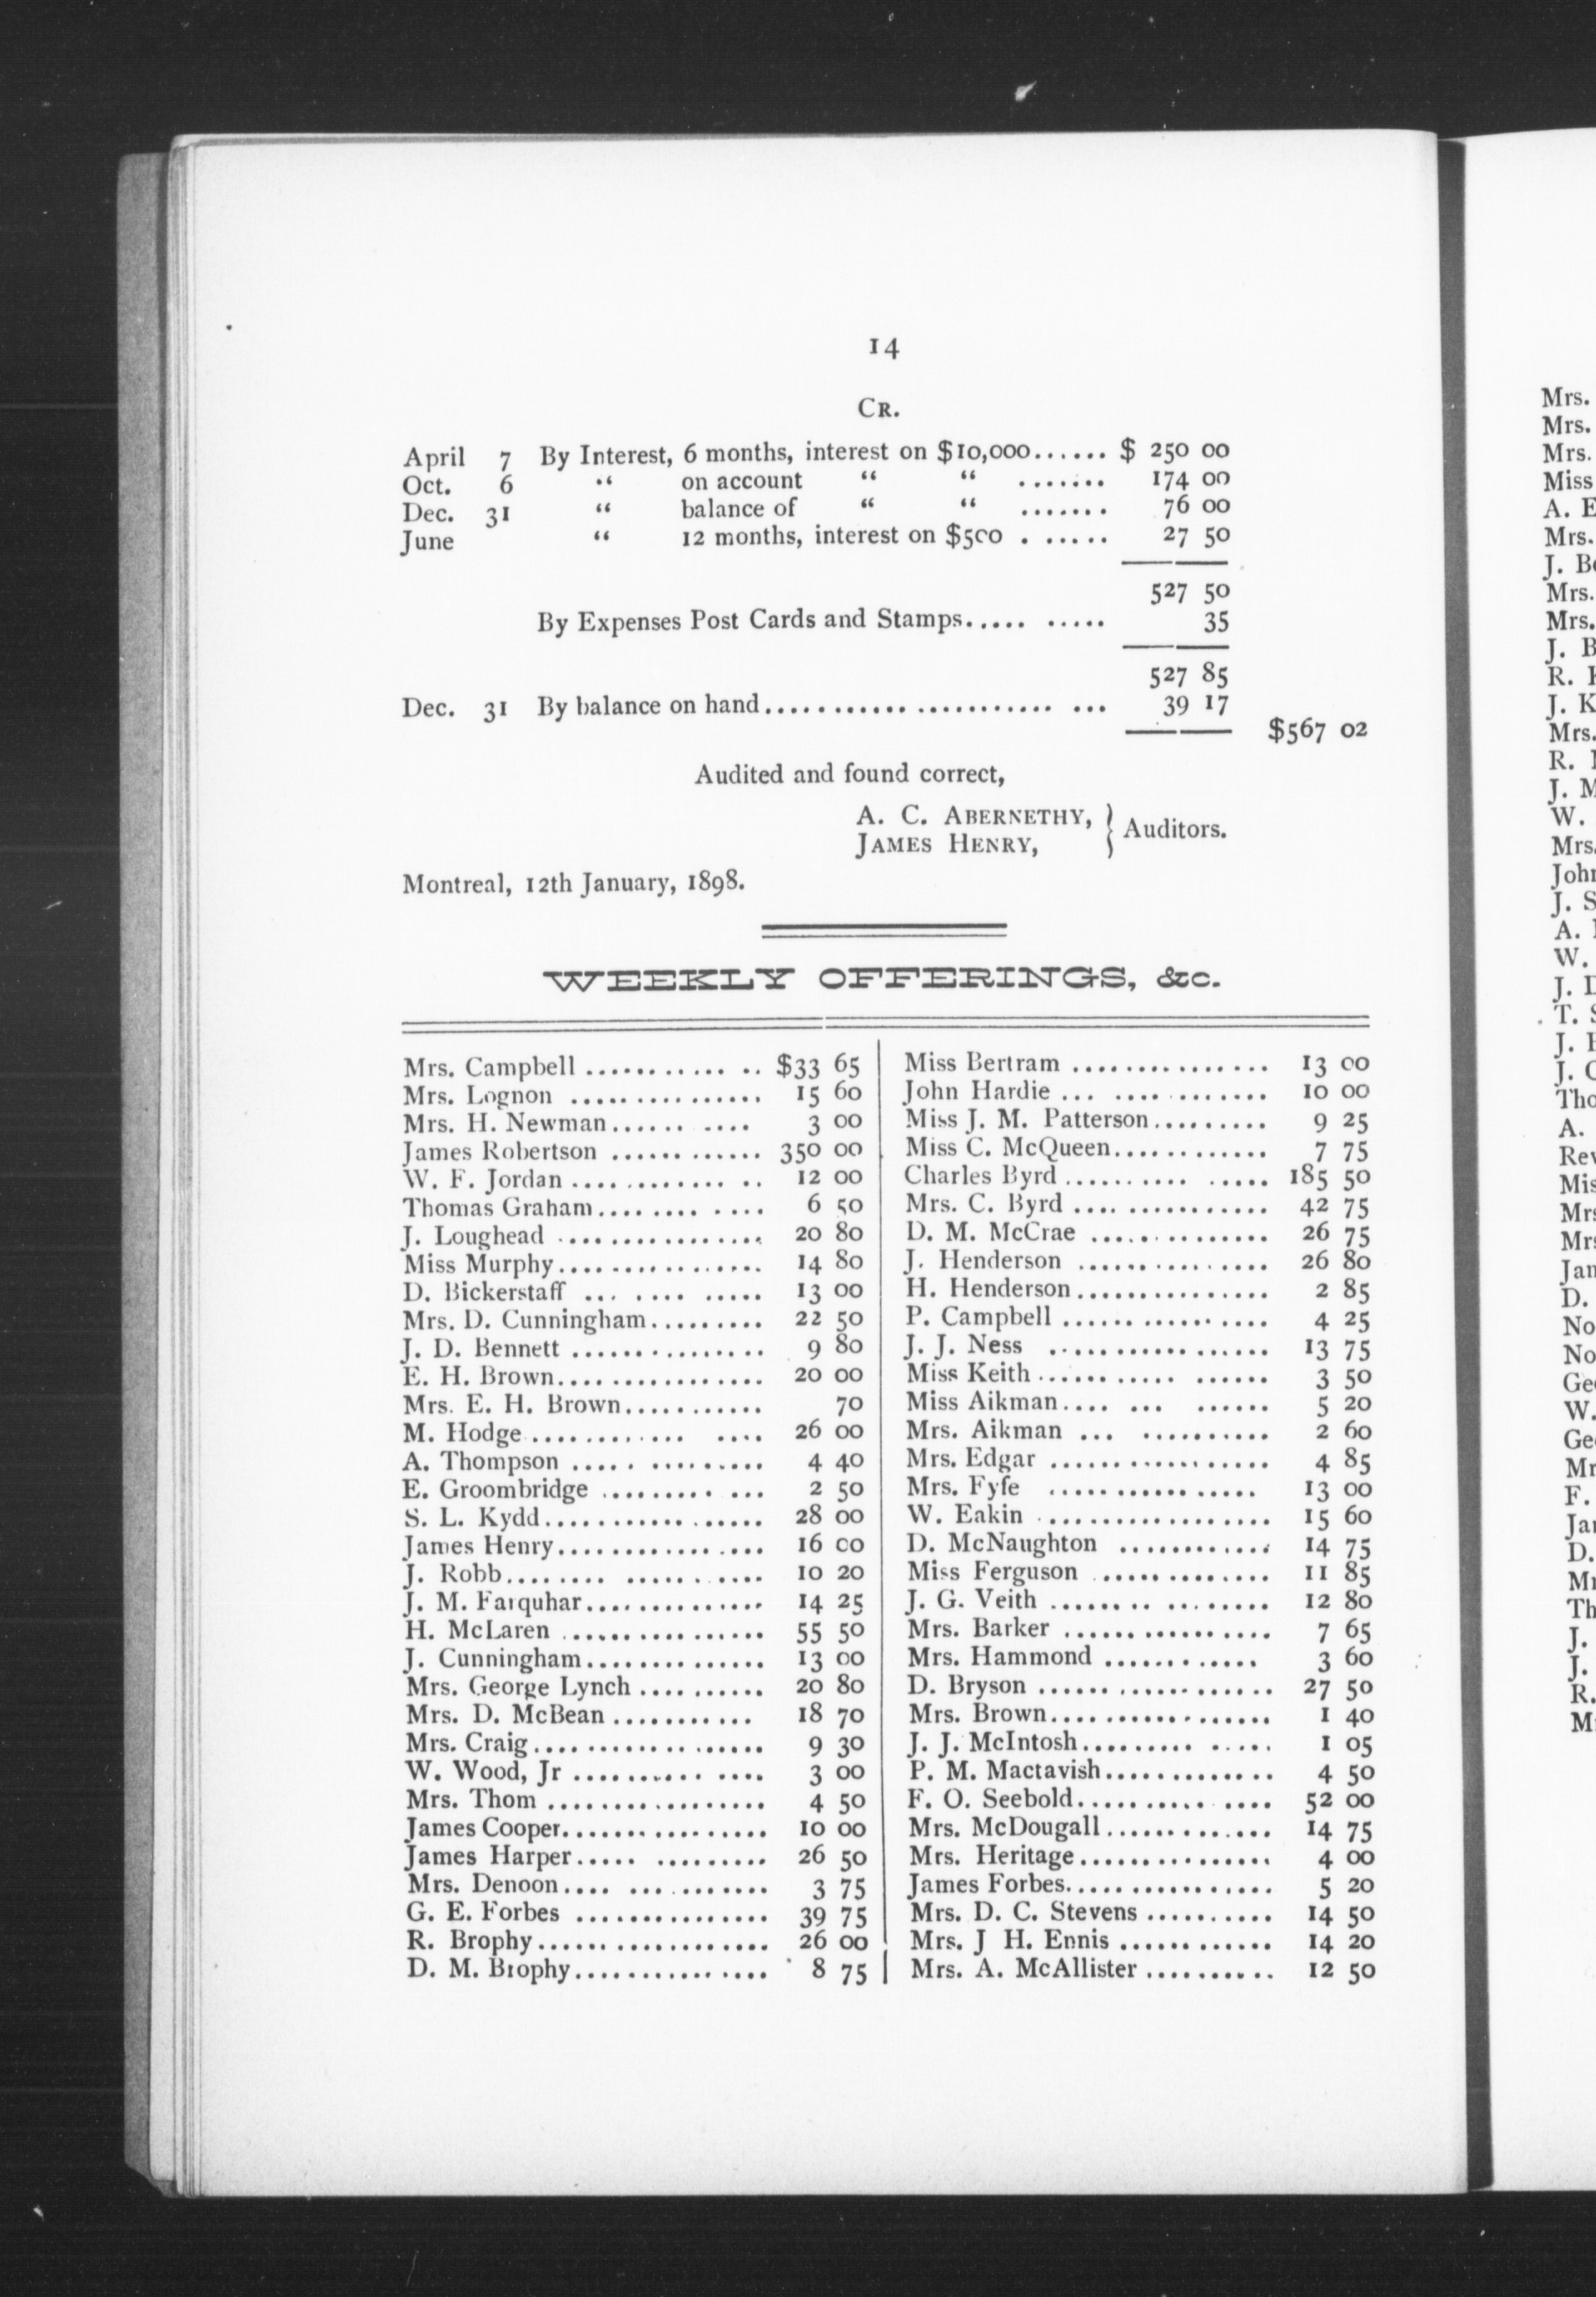 14
CR.
April 7 By Interest, 6 months, interest on $10,000...... $ 250 00
Oct. 6 “ on account “ “ ....... 174 00
Dec. 31 “ balance of “ “ ....... 76 00
June “ 12 months, interest on $500 . ..... 27 50
527 50
By Expenses Post Cards and Stamps..... ..... 35
527 85
Dec. 31 By balance on hand........... ........... ... 39 17
$567 02
Audited and found correct,
A. C. ABERNETHY, } Auditors.
JAMES HENRY,
Montreal, 12th January, 1898.
WEEKLY OFFERINGS, &c.
Mrs. Campbell ........... .. $33 65
Mrs. Lognon ................ 15 60
Mrs. H. Newman...... .... 3 00
James Robertson ............ 350 00
W. F. Jordan ............ .. 12 00
Thomas Graham........ .... 6 50
J. Loughead ................ 20 80
Miss Murphy................ 14 80
D. Bickerstaff ... .... ..... 13 00
Mrs. D. Cunningham......... 22 50
J. D. Bennett ............... 9 80
E. H. Brown................ 20 00
Mrs. E. H. Brown........... 70
M. Hodge ............ .... 26 00
A. Thompson ..... ......... 4 40
E. Groombridge ......... ... 2 50
S. L. Kydd................. 28 00
James Henry................ 16 00
J. Robb........ ...... ..... 10 20
J. M. Farquhar.............. 14 25
H. McLaren ................ 55 50
J. Cunningham.............. 13 00
Mrs. George Lynch .......... 20 80
Mrs. D. McBean ........... 18 70
Mrs. Craig.................. 9 30
W. Wood, Jr .......... .... 3 00
Mrs. Thom ................. 4 50
James Cooper................ 10 00
James Harper..... ......... 26 50
Mrs. Denoon.... ........... 3 75
G. E. Forbes ............... 39 75
R. Brophy.................. 26 00
D. M. Brophy............... 8 75
Miss Bertram ............... 13 00
John Hardie ... ............ 10 00
Miss J. M. Patterson......... 9 25
Miss C. McQueen............ 7 75
Charles Byrd .......... ..... 185 50
Mrs. C. Byrd .... ........... 42 75
D. M. McCrae .............. 26 75
J. Henderson ............... 26 80
H. Henderson............... 2 85
P. Campbell ................ 4 25
J. J. Ness ................. 13 75
Miss Keith ........... ...... 3 50
Miss Aikman.... ... ...... 5 20
Mrs. Aikman ... .......... 2 60
Mrs. Edgar ................. 4 85
Mrs. Fyfe ................ 13 00
W. Eakin .................. 15 60
D. McNaughton ............ 14 75
Miss Ferguson ............. 11 85
J. G. Veith ........ ........ 12 80
Mrs. Barker ................ 7 65
Mrs. Hammond ............ 3 60
D. Bryson .................. 27 50
Mrs. Brown................. 1 40
J. J. McIntosh......... ..... 1 05
P. M. Mactavish............. 4 50
F. O. Seebold.......... .... 52 00
Mrs. McDougall............. 14 75
Mrs. Heritage............... 4 00
James Forbes................ 5 20
Mrs. D. C. Stevens .......... 14 50
Mrs. J H. Ennis ............ 14 20
Mrs. A. McAllister .......... 12 50
Mrs.
Mrs.
Mrs.
Miss
Mrs.
Mrs.
Mrs.
Mrs.
W.
W.